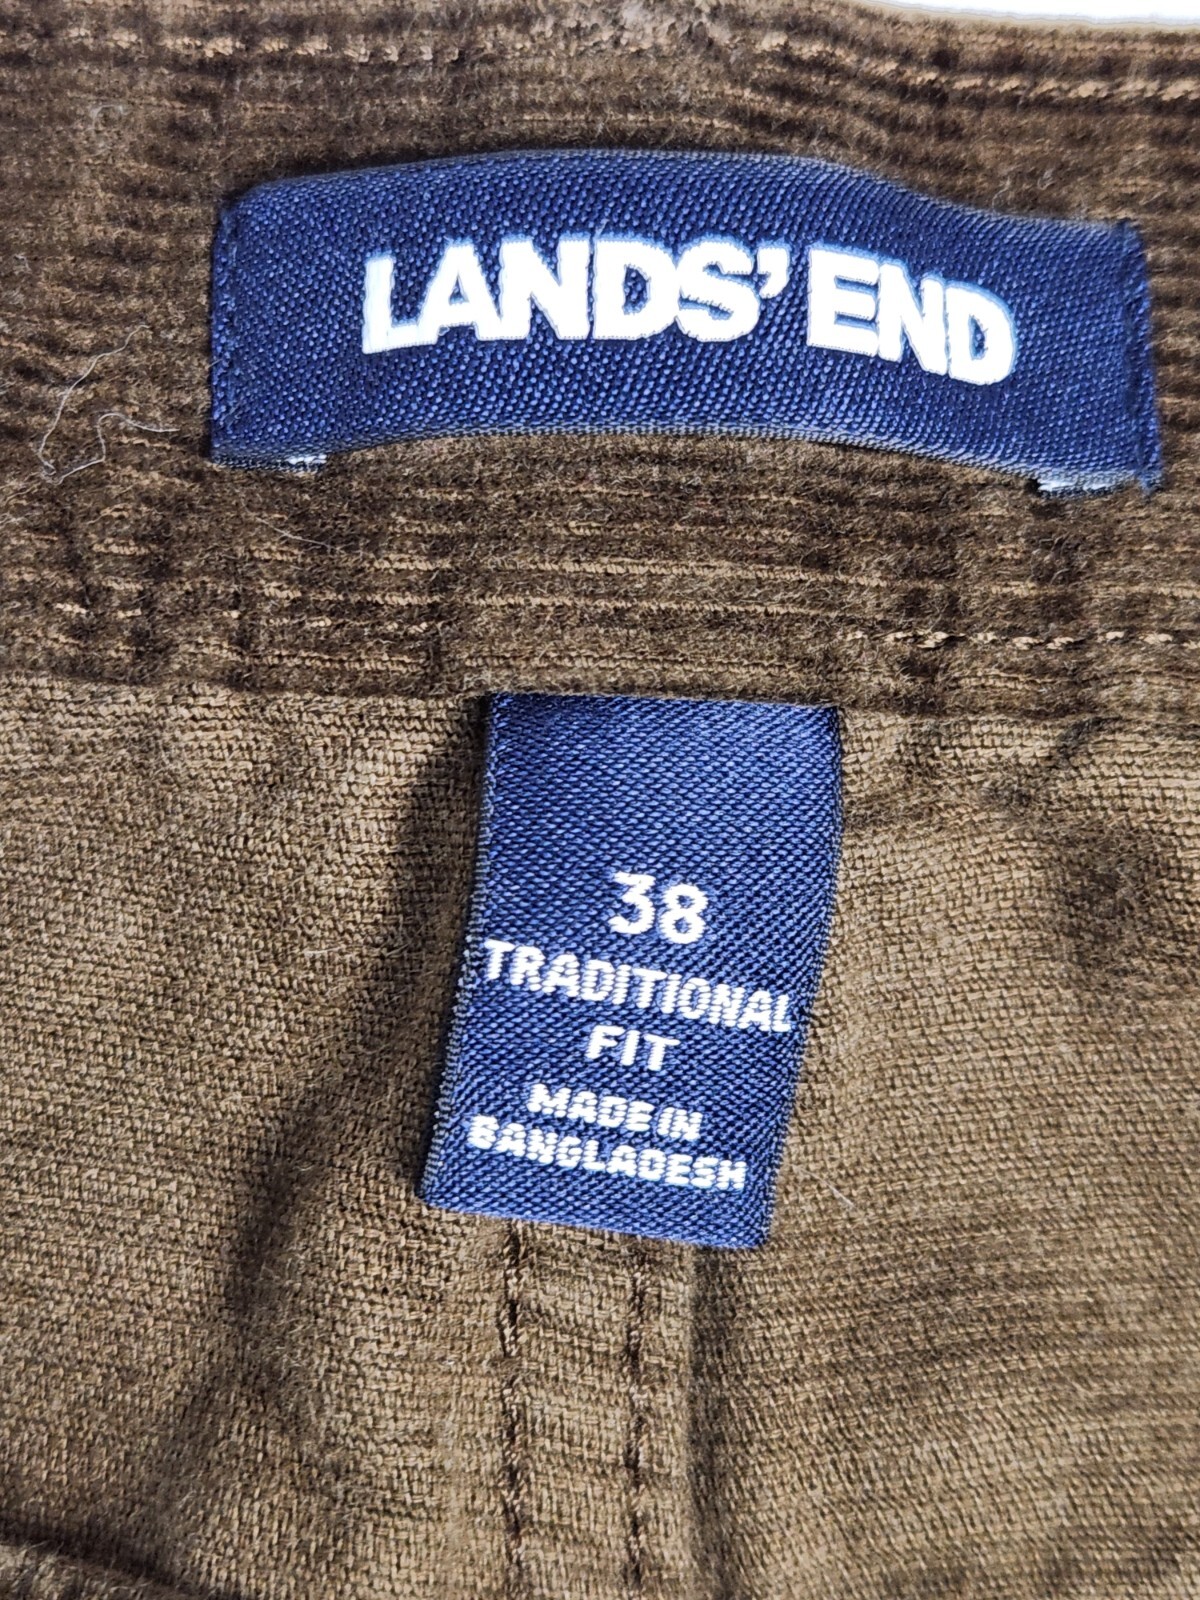 LANDS' END
38
TRADITIONAL
FIT
MADE IN
BANGLADESH